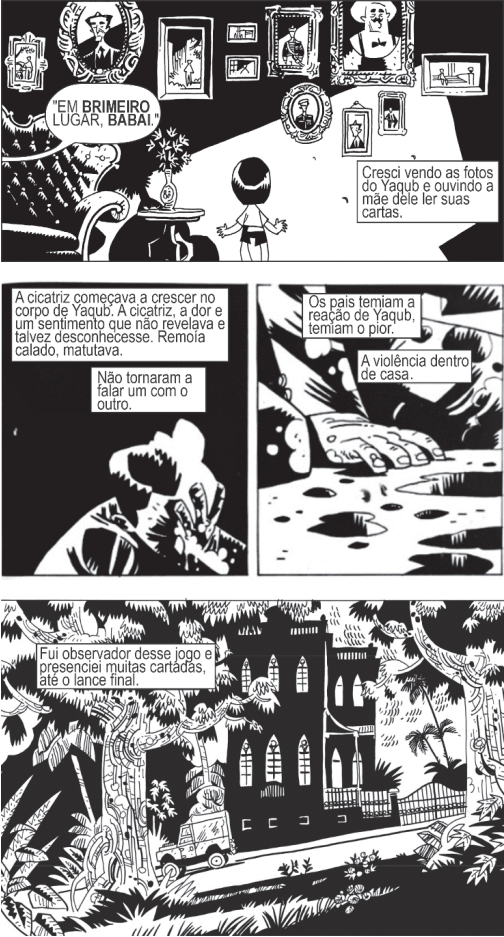 "EM BRIMEIRO
LUGAR, BABAI."
Cresci vendo as fotos
do Yaqub e ouvindo a
mãe dele ler suas
cartas.
A cicatriz começava a crescer no
corpo de Yaqub. A cicatriz, a dor e
um sentimento que não revelava e
talvez desconhecesse. Remoía
calado, matutava.
Não tornaram a
falar um com o
outro.
Os pais temiam a
reação de Yaqub,
temiam o pior.
A violência dentro
de casa.
Fui observador desse jogo e
presenciei muitas cartadas,
até o lance final.